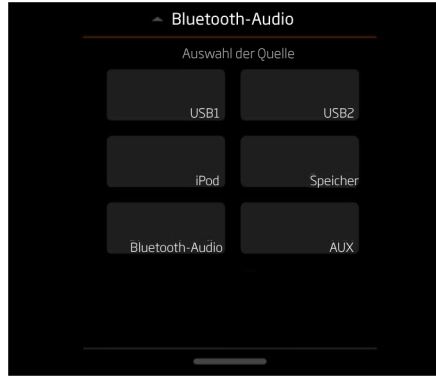 Bluetooth-Audio
Auswahl der Quelle
USB1
USB2
iPod
Speicher
Bluetooth-Audio
AUX